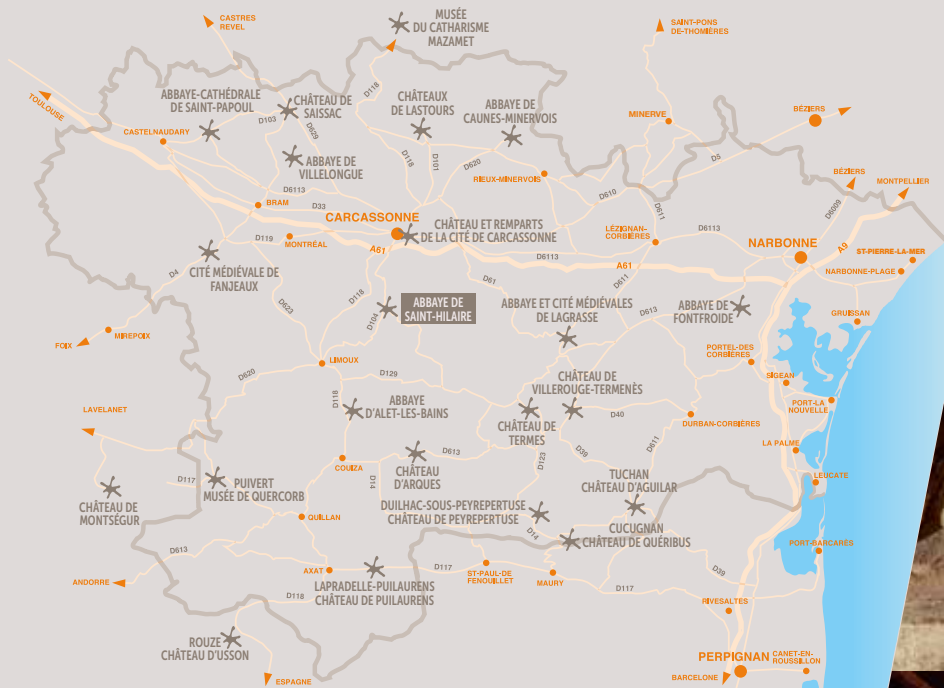 MUSÉE
DU CATHARISME
MAZAMET
CASTRES
REVEL
SAINT-PONS
DE-THOMIÈRES
TOULOUSE
ABBAYE-CATHÉDRALE
DE SAINT-PAPOUL
CHÂTEAU DE
SAISSAC
D118
CHÂTEAUX
DE LASTOURS
ABBAYE DE
CAUNES-MINERVOIS
MINERVE
BÉZIERS
D103
D629
CASTELNAUDARY
ABBAYE DE
VILLELONGUE
D118
D101
D620
D5
RIEUX-MINERVOIS
BÉZIERS
MONTPELLIER
D6113
D33
BRAM
D610
D611
D6009
CARCASSONNE
CHÂTEAU ET REMPARTS
DE LA CITÉ DE CARCASSONNE
D119
MONTRÉAL
A61
D6113
LÉZIGNAN-
CORBIÈRES
D6113
NARBONNE
A9
ST-PIERRE-LA-MER
NARBONNE-PLAGE
CITÉ MÉDIÉVALE DE
FANJEAUX
D4
D61
A61
D611
D623
D118
D104
ABBAYE DE
SAINT-HILAIRE
ABBAYE ET CITÉ MÉDIÉVALES
DE LAGRASSE
D613
ABBAYE DE
FONTFROIDE
GRUISSAN
MIREPOIX
FOIX
LIMOUX
D620
D129
PORTEL-DES
CORBIÈRES
SIGEAN
LAVELANET
D118
ABBAYE
D'ALET-LES-BAINS
CHÂTEAU DE
VILLEROUGE-TERMENÈS
PORT-LA
NOUVELLE
CHÂTEAU DE
TERMES
D40
DURBAN-CORBIÈRES
LA PALME
COUIZA
D613
D14
CHÂTEAU
D'ARQUES
D123
D39
D611
LEUCATE
D117
PUIVERT
MUSÉE DE QUERCORB
TUCHAN
CHÂTEAU D'AGUILAR
CHÂTEAU DE
MONTSÉGUR
QUILLAN
DUILHAC-SOUS-PEYREPERTUSE
CHÂTEAU DE PEYREPERTUSE
D14
CUCUGNAN
CHÂTEAU DE QUÉRIBUS
D613
PORT-BARCARÈS
ANDORRE
AXAT
LAPRADELLE-PUILAURENS
CHÂTEAU DE PUILAURENS
D117
ST-PAUL-DE
FENOUILLET
MAURY
D117
D39
D118
RIVESALTES
ROUZE
CHÂTEAU D'USSON
ESPAGNE
PERPIGNAN
CANET-EN-
ROUSSILLON
BARCELONE